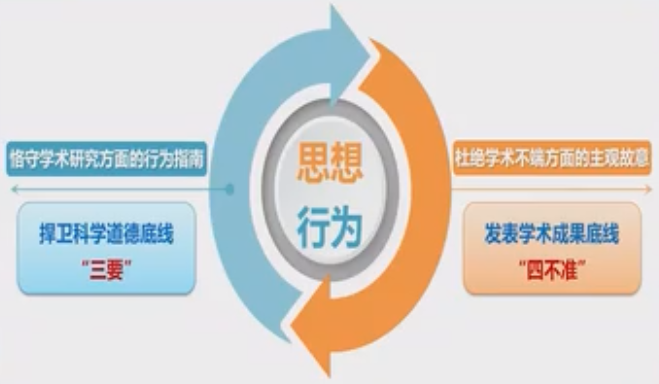 恪守学术研究方面的行为指南
捍卫科学道德底线
“三要”
思想
行为
杜绝学术不端方面的主观故意
发表学术成果底线
“四不准”